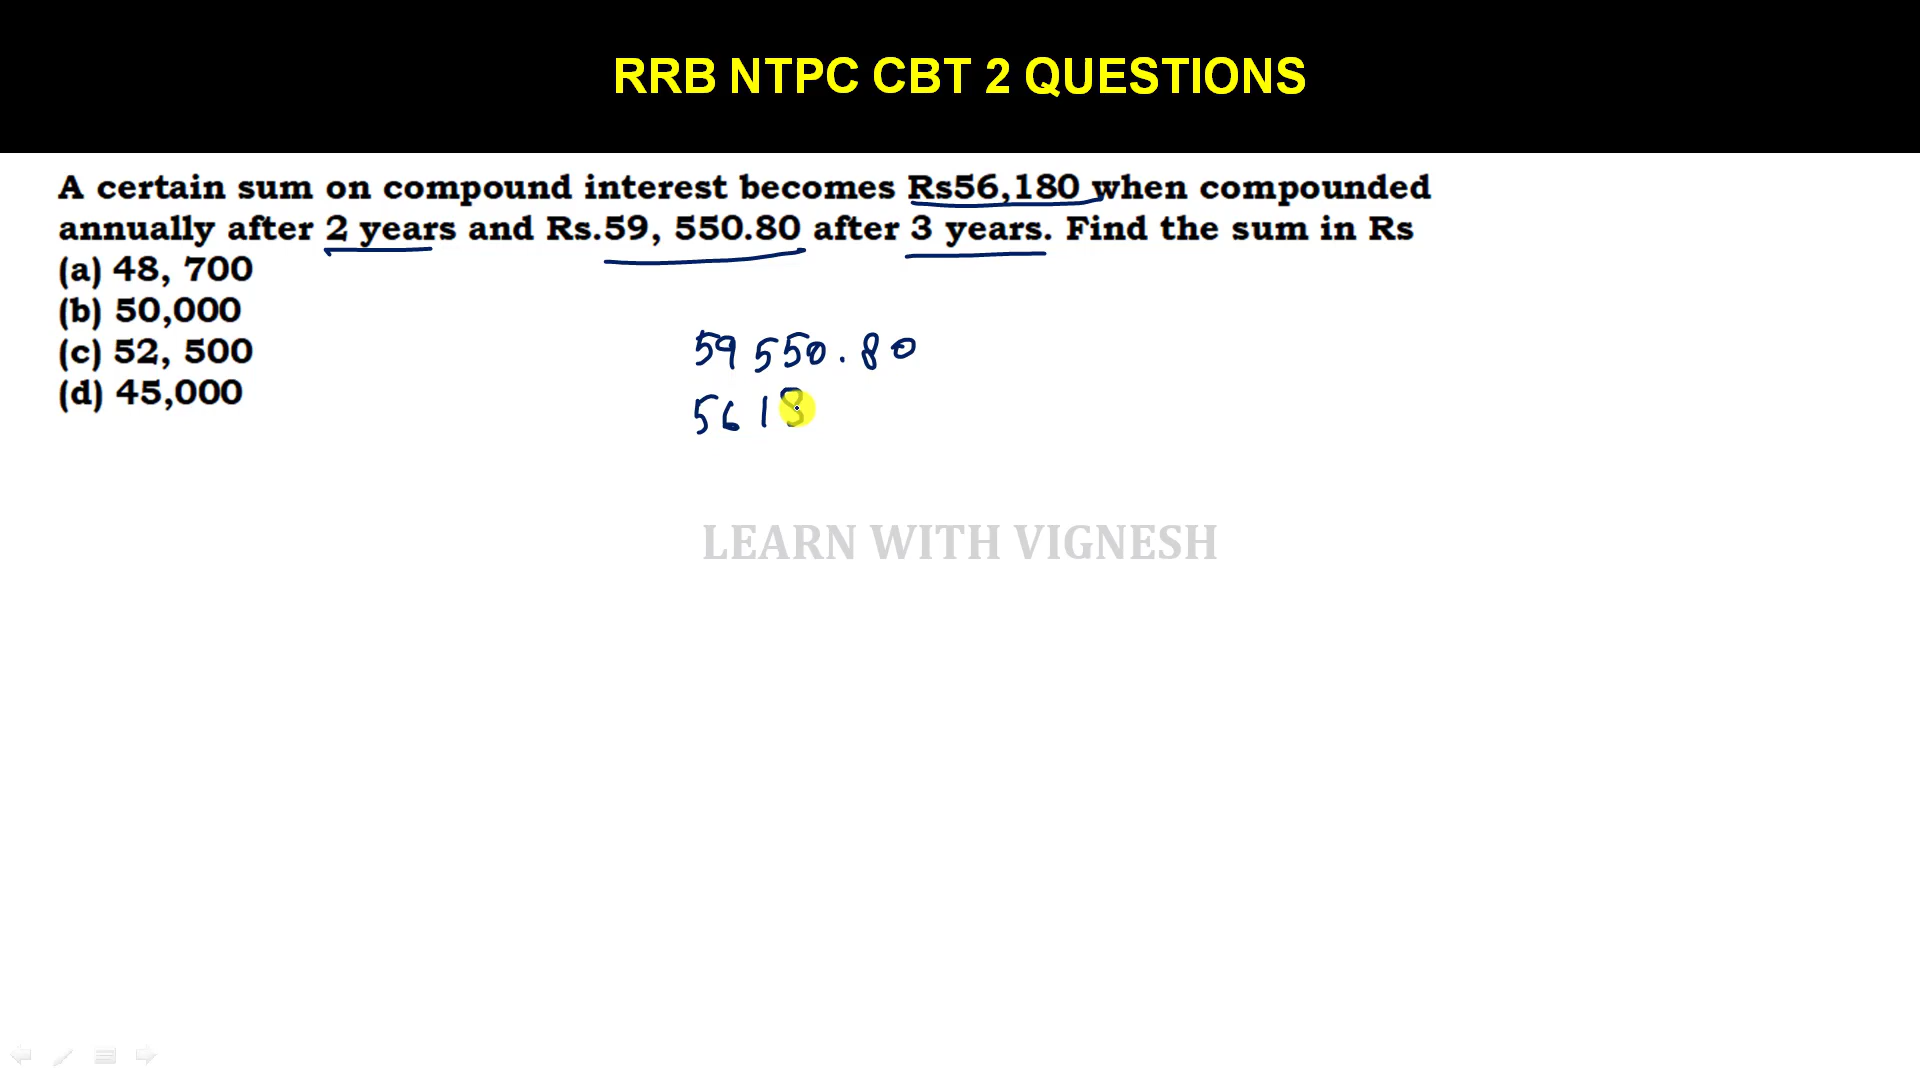 RRB NTPC CBT 2 QUESTIONS
A certain sum on compound interest becomes Rs56,180 when compounded
annually after 2 years and Rs.59, 550.80 after 3 years. Find the sum in Rs
(a) 48, 700
(b) 50,000
(c) 52, 500
(d) 45,000
59 550.80
5618
LEARN WITH VIGNESH